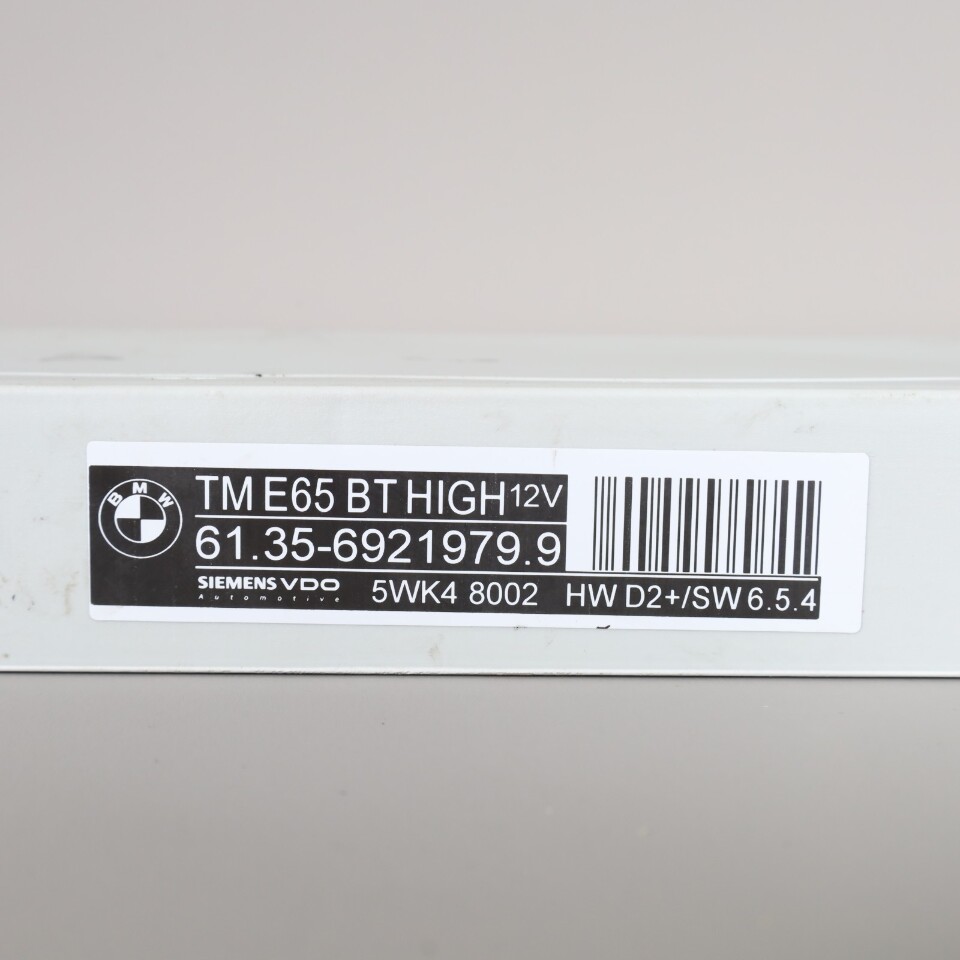 BMW
TM E65 BT HIGH 12V
61.35-6921979.9
SIEMENS VDO
Automotive
5WK4 8002 HW D2+/SW 6.5.4